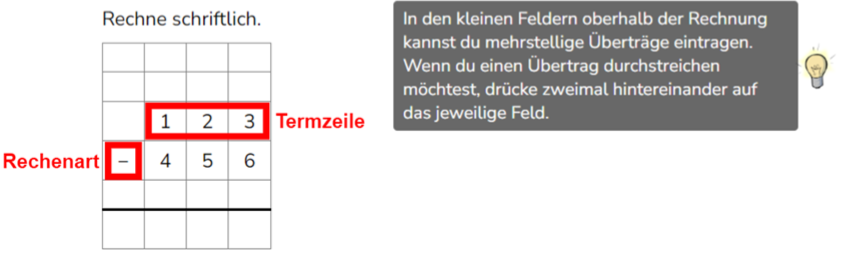 Rechne schriftlich.
In den kleinen Feldern oberhalb der Rechnung
kannst du mehrstellige Überträge eintragen.
Wenn du einen Übertrag durchstreichen
möchtest, drücke zweimal hintereinander auf
das jeweilige Feld.
1 2 3 Termzeile
Rechenart – 4 5 6